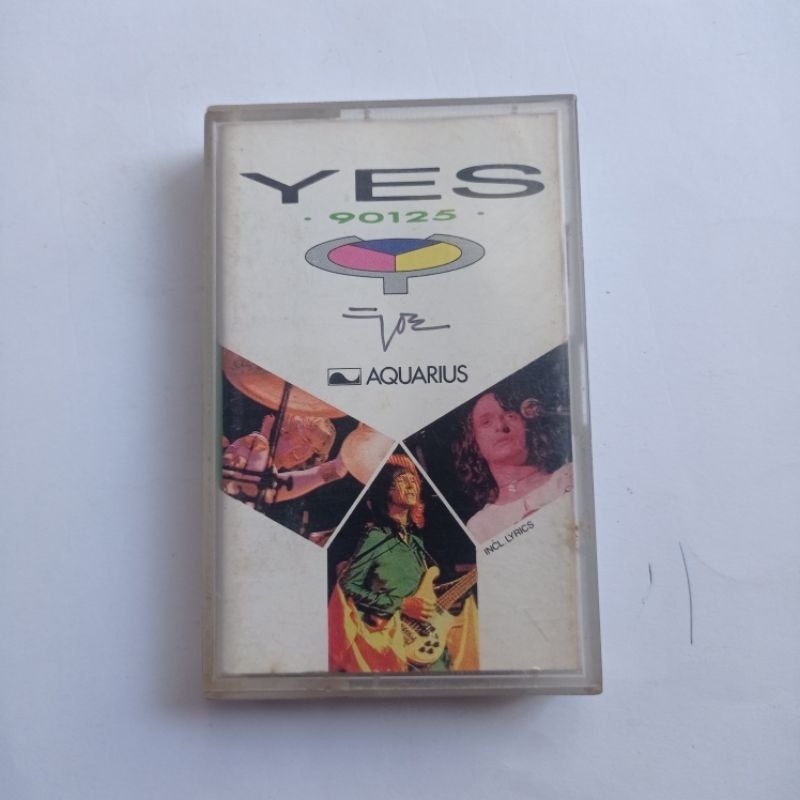 YES
· 90125 ·
AQUARIUS
INCL. LYRICS